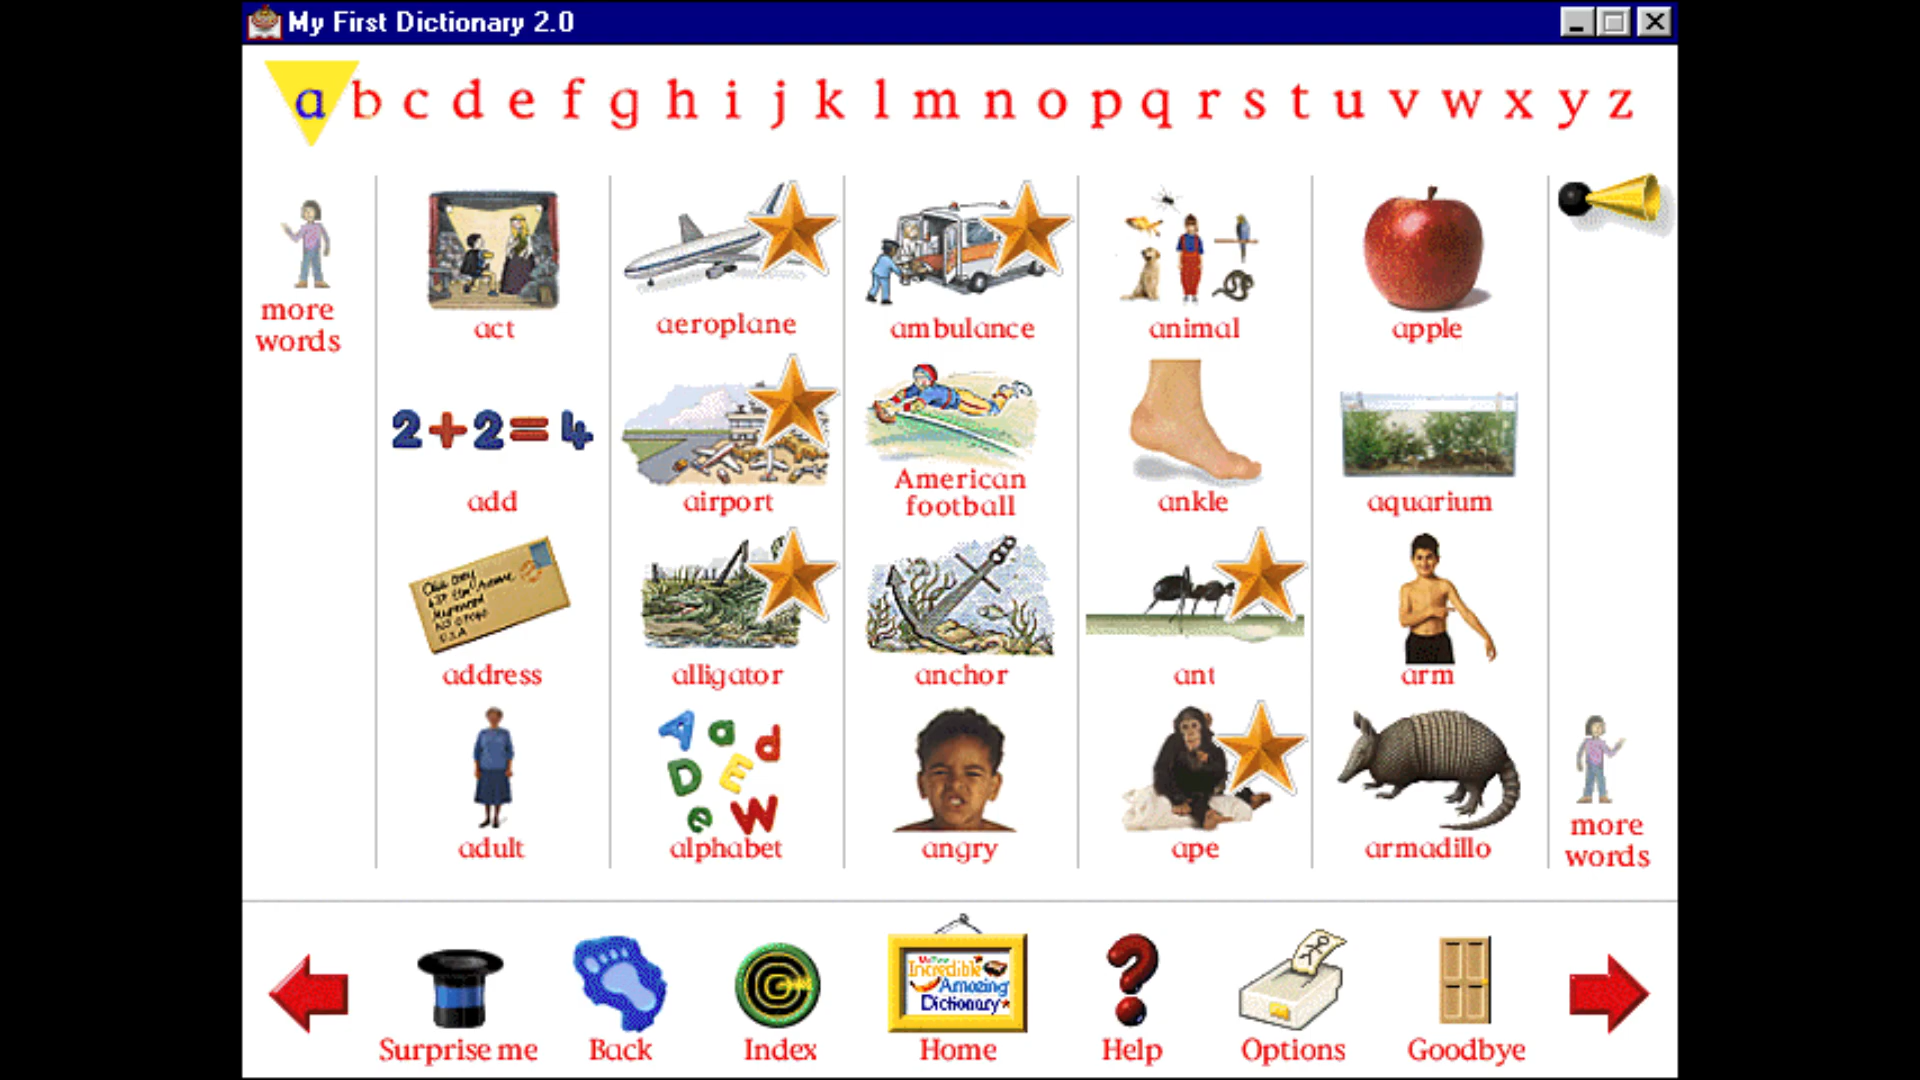 My First Dictionary 2.0
a b c d e f g h i j k l m n o p q r s t u v w x y z
more
words
act
aeroplane
ambulance
animal
apple
2+2=4
add
airport
American
football
ankle
aquarium
U.S.A
address
alligator
anchor
ant
arm
A a d
D E
e W
adult
alphabet
angry
ape
armadillo
more
words
Incredible
Amazing
Dictionary
Surprise me
Back
Index
Home
Help
Options
Goodbye